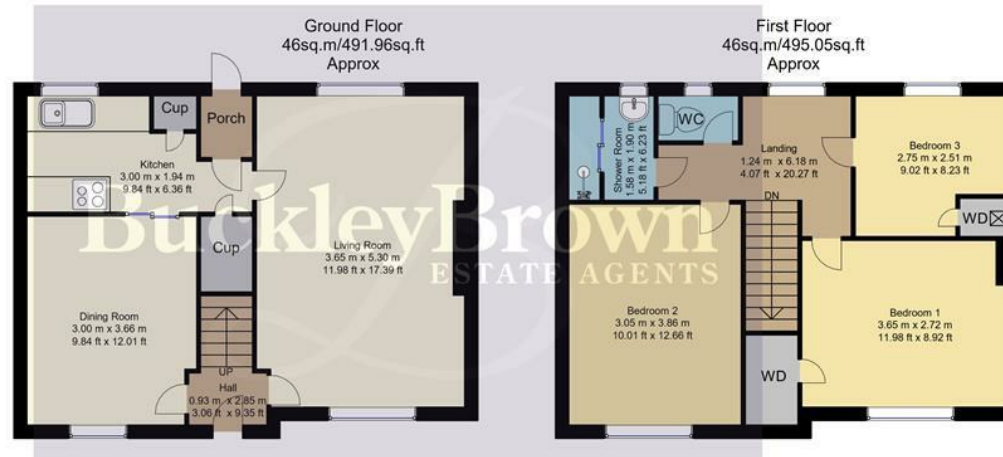 Ground Floor
46sq.m/491.96sq.ft
Approx
Cup
Porch
Kitchen
3.00 m x 1.94 m
9.84 ft x 6.36 ft
Cup
Living Room
3.65 m x 5.30 m
11.98 ft x 17.39 ft
Dining Room
3.00 m x 3.66 m
9.84 ft x 12.01 ft
UP
Hall
0.93 m x 2.85 m
3.06 ft x 9.35 ft
First Floor
46sq.m/495.05sq.ft
Approx
Shower Room
1.58 m x 1.90 m
5.18 ft x 6.23 ft
WC
Landing
1.24 m x 6.18 m
4.07 ft x 20.27 ft
DN
Bedroom 3
2.75 m x 2.51 m
9.02 ft x 8.23 ft
WD
Bedroom 2
3.05 m x 3.86 m
10.01 ft x 12.66 ft
WD
Bedroom 1
3.65 m x 2.72 m
11.98 ft x 8.92 ft
BuckleyBrown
ESTATE AGENTS